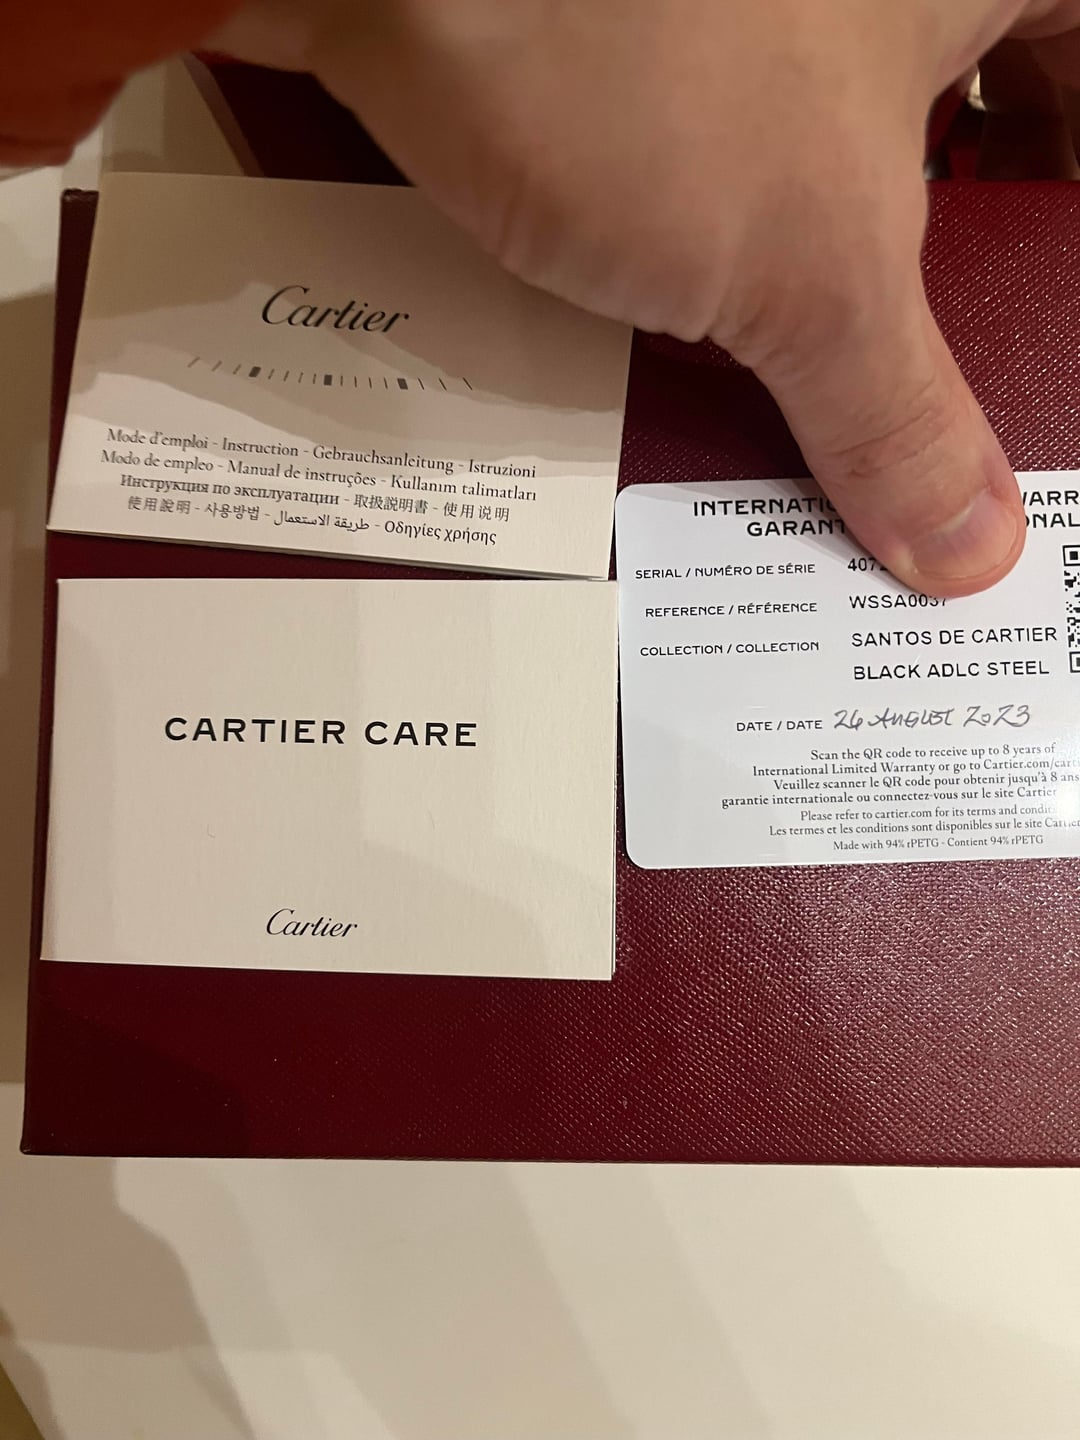 Cartier
Mode d'emploi - Instruction - Gebrauchsanleitung - Istruzioni
Modo de empleo - Manual de instruções - Kullanım talimatları
Инструкция по эксплуатации - 取扱説明書 - 使用说明
使用說明 - 사용방법 - طريقة الاستعمال - Οδηγίες χρήσης
CARTIER CARE
Cartier
GARANT
SERIAL / NUMÉRO DE SÉRIE 407
REFERENCE / RÉFÉRENCE WSSA0037
COLLECTION / COLLECTION SANTOS DE CARTIER
BLACK ADLC STEEL
DATE / DATE 26 AUGUST 2023
Scan the QR code to receive up to 8 years of
International Limited Warranty or go to Cartier.com/carti
Veuillez scanner le QR code pour obtenir jusqu'à 8 ans
garantie internationale ou connectez-vous sur le site Cartier
Please refer to cartier.com for its terms and condit
Les termes et les conditions sont disponibles sur le site Cartier
Made with 94% rPETG - Contient 94% rPETG